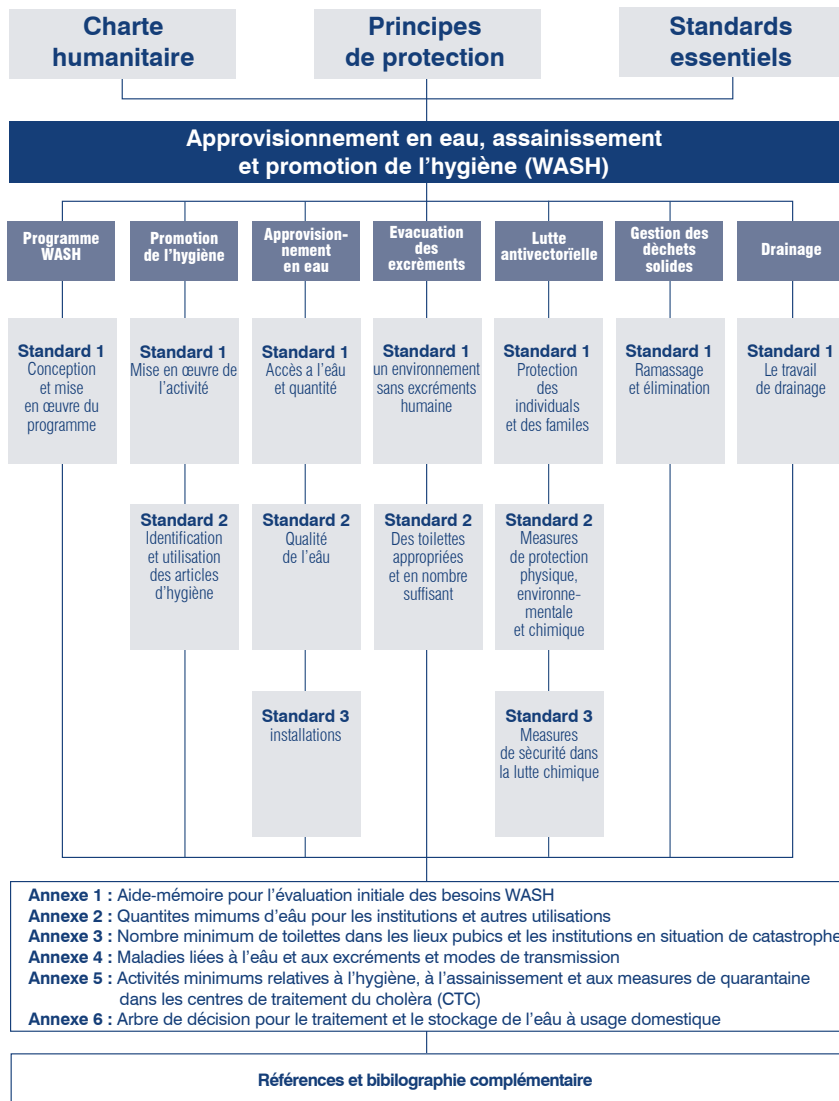 Charte
humanitaire
Principes
de protection
Standards
essentiels
Approvisionnement en eau, assainissement
et promotion de l'hygiène (WASH)
Programme
WASH
Promotion
de l'hygiène
Approvision-
nement
en eau
Evacuation
des
excrèments
Lutte
antivectorïelle
Gestion des
dèchets
solides
Drainage
Standard 1
Conception
et mise
en œuvre du
programme
Standard 1
Mise en œuvre de
l'activité
Standard 1
Accès a l'eau
et quantité
Standard 1
un environnement
sans excréments
humaine
Standard 1
Protection
des
individuals
et des familes
Standard 1
Ramassage
et élimination
Standard 1
Le travail
de drainage
Standard 2
Identification
et utilisation
des articles
d'hygiène
Standard 2
Qualité
de l'eâu
Standard 2
Des toilettes
appropriées
et en nombre
suffisant
Standard 2
Measures
de protection
physique,
environne-
mentale
et chimique
Standard 3
installations
Standard 3
Measures
de sècurité dans
la lutte chimique
Annexe 1 : Aide-mémoire pour l'évaluation initiale des besoins WASH
Annexe 2 : Quantites mimums d'eâu pour les institutions et autres utilisations
Annexe 3 : Nombre minimum de toilettes dans les lieux pubics et les institutions en situation de catastrophe
Annexe 4 : Maladies liées à l'eâu et aux excréments et modes de transmission
Annexe 5 : Activités minimums relatives à l'hygiène, à l'assainissement et aux measures de quarantaine
dans les centres de traitement du cholèra (CTC)
Annexe 6 : Arbre de décision pour le traitement et le stockage de l'eâu à usage domestique
Références et bibilographie complémentaire